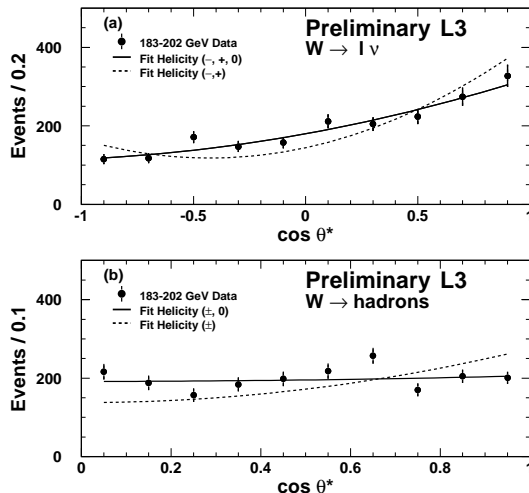 (a)
Preliminary L3
W → l ν
183-202 GeV Data
Fit Helicity (−, +, 0)
Fit Helicity (−,+)
Events / 0.2
400
200
0
-1 -0.5 0 0.5 1
cos θ*
(b)
Preliminary L3
W → hadrons
183-202 GeV Data
Fit Helicity (±, 0)
Fit Helicity (±)
Events / 0.1
400
200
0
0 0.2 0.4 0.6 0.8 1
cos θ*